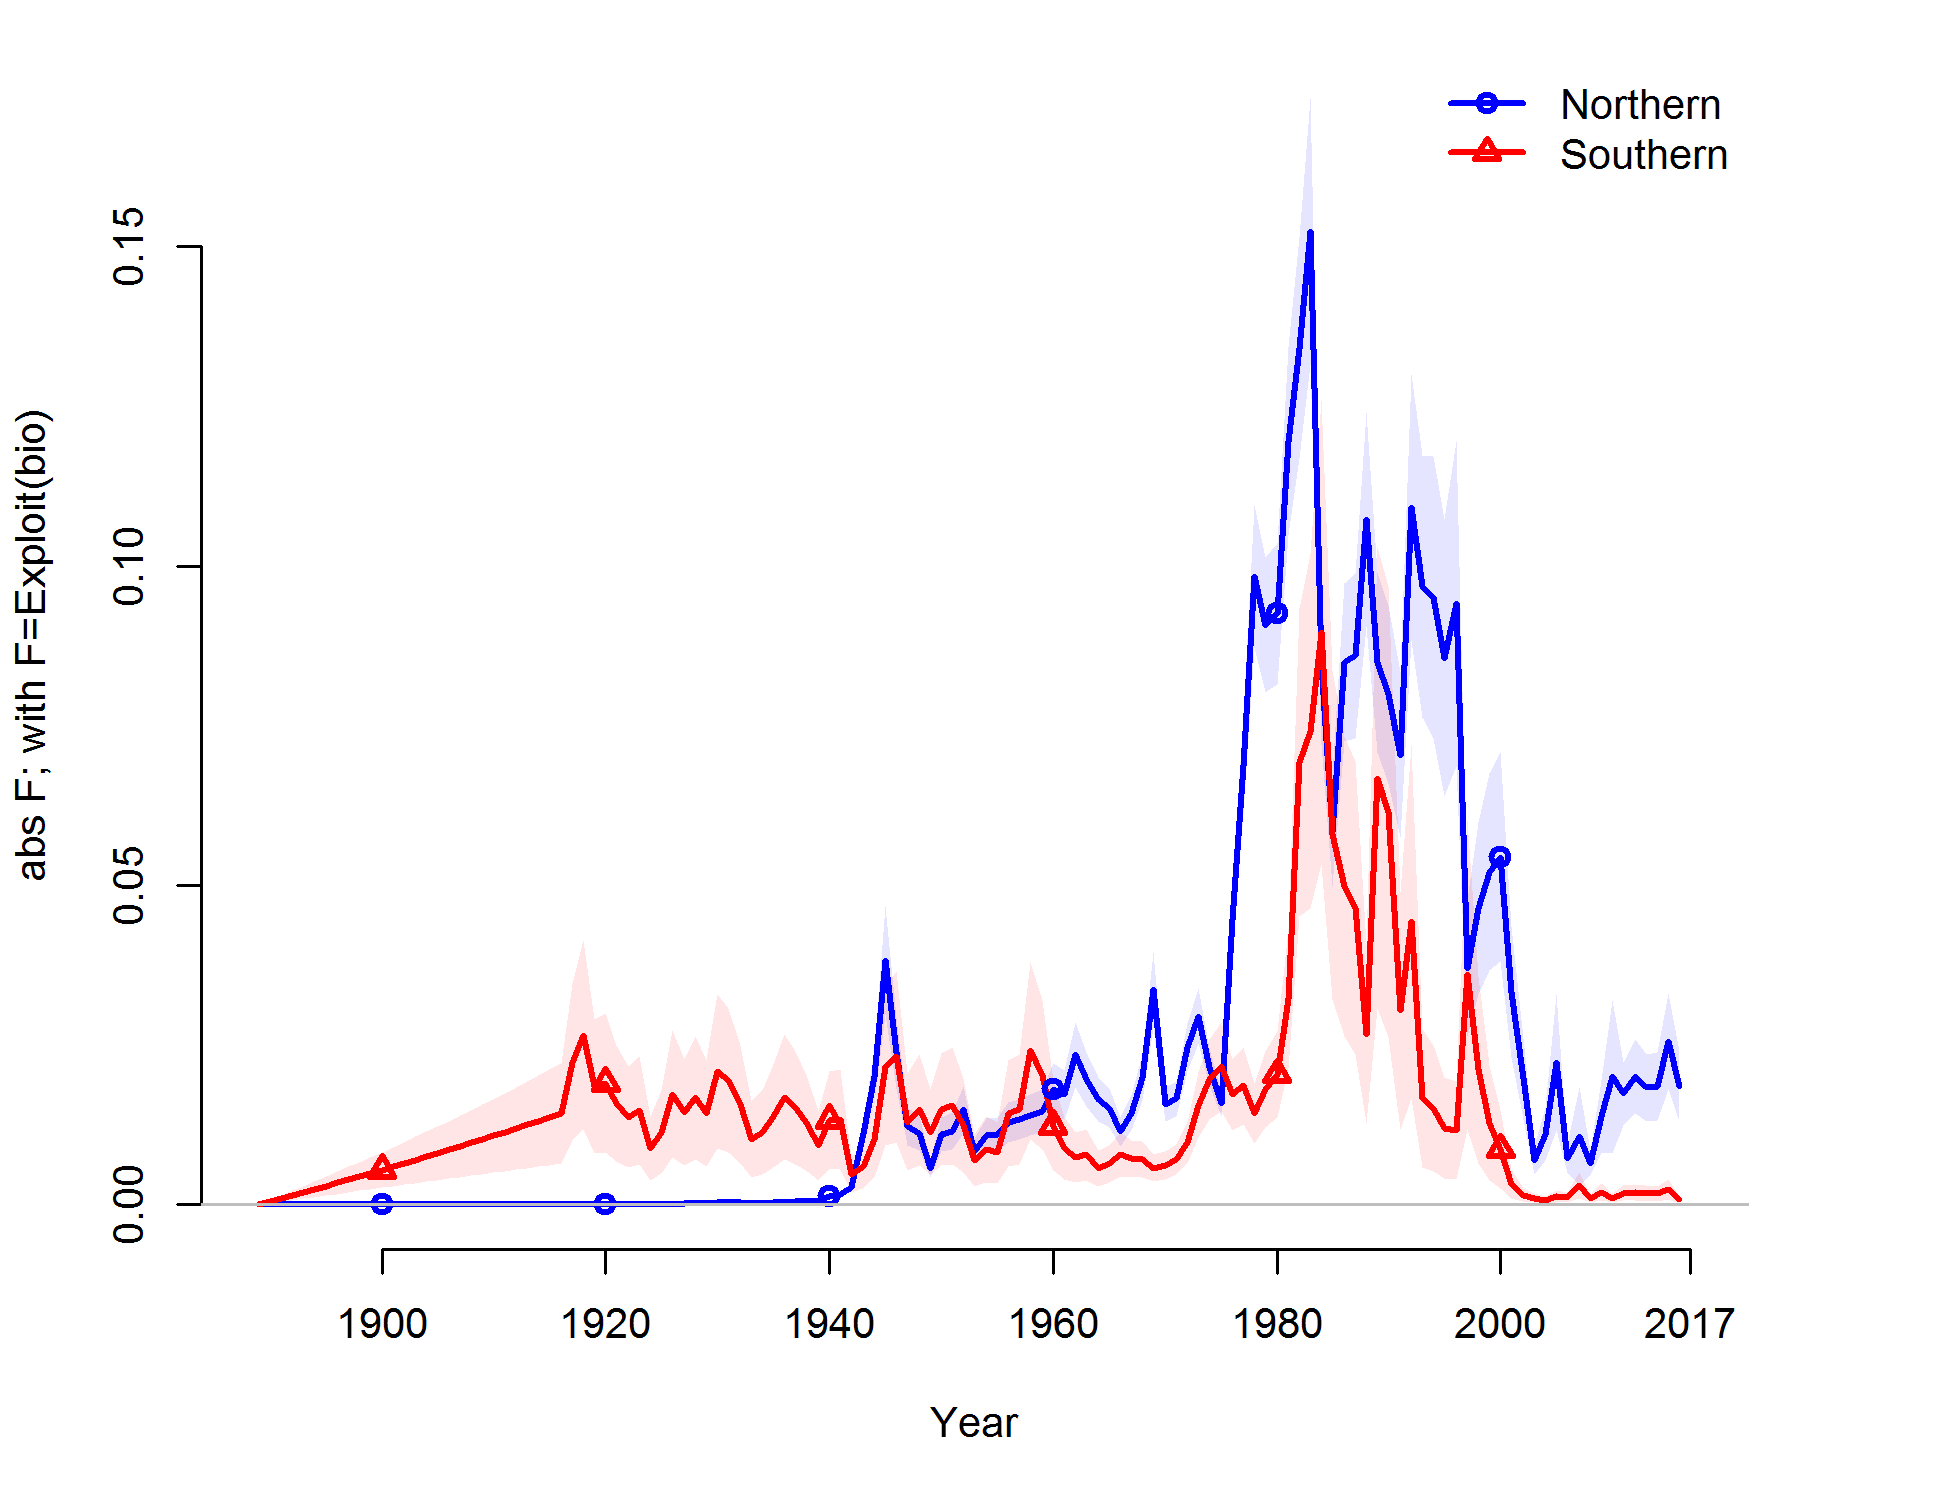 Northern
Southern
abs F; with F=Exploit(bio)
0.15
0.10
0.05
0.00
1900 1920 1940 1960 1980 2000 2017
Year